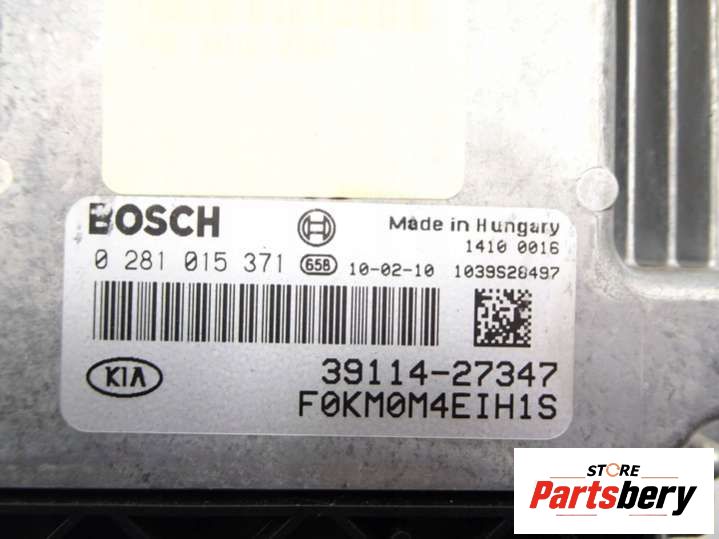 BOSCH
Made in Hungary
1410 0016
0 281 015 371 658 10-02-10 1039S28497
KIA
39114-27347
F0KM0M4EIH1S
STORE
Partsbery